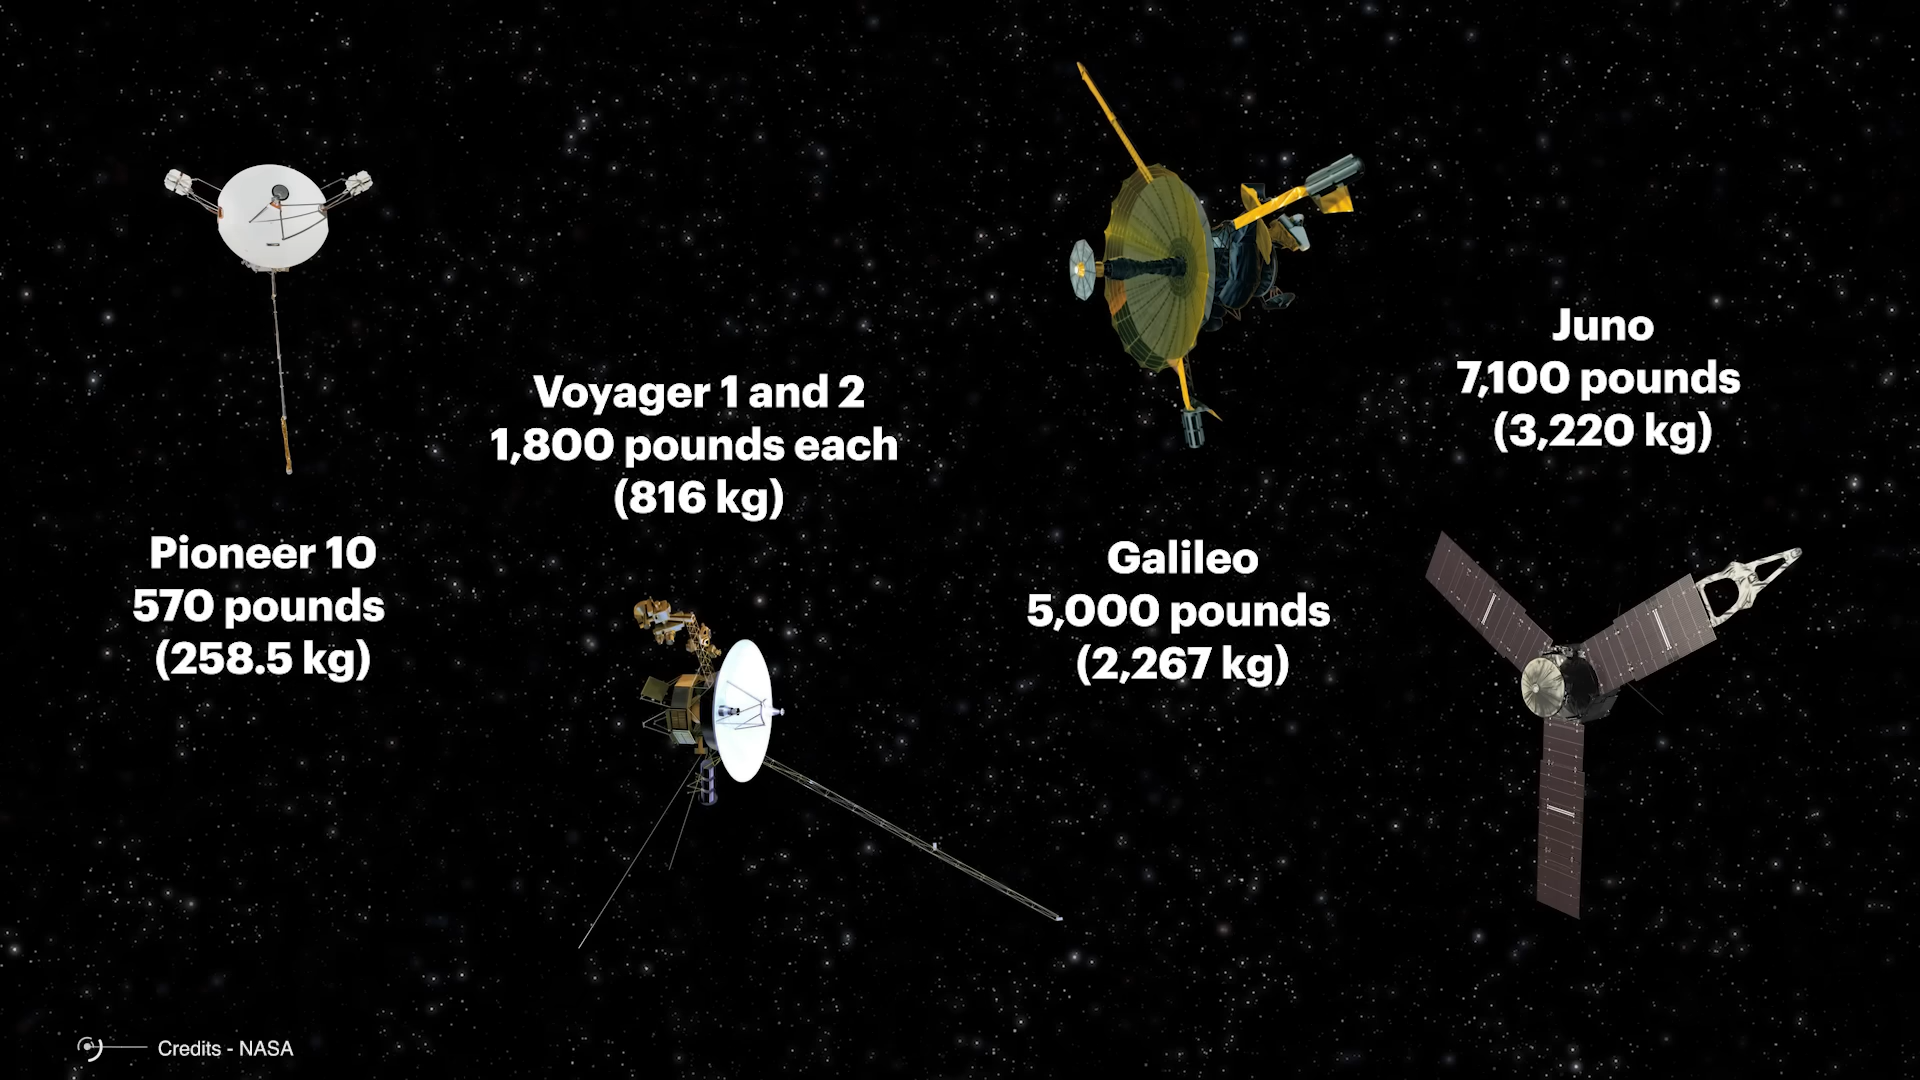 Pioneer 10
570 pounds
(258.5 kg)
Voyager 1 and 2
1,800 pounds each
(816 kg)
Galileo
5,000 pounds
(2,267 kg)
Juno
7,100 pounds
(3,220 kg)
Credits - NASA